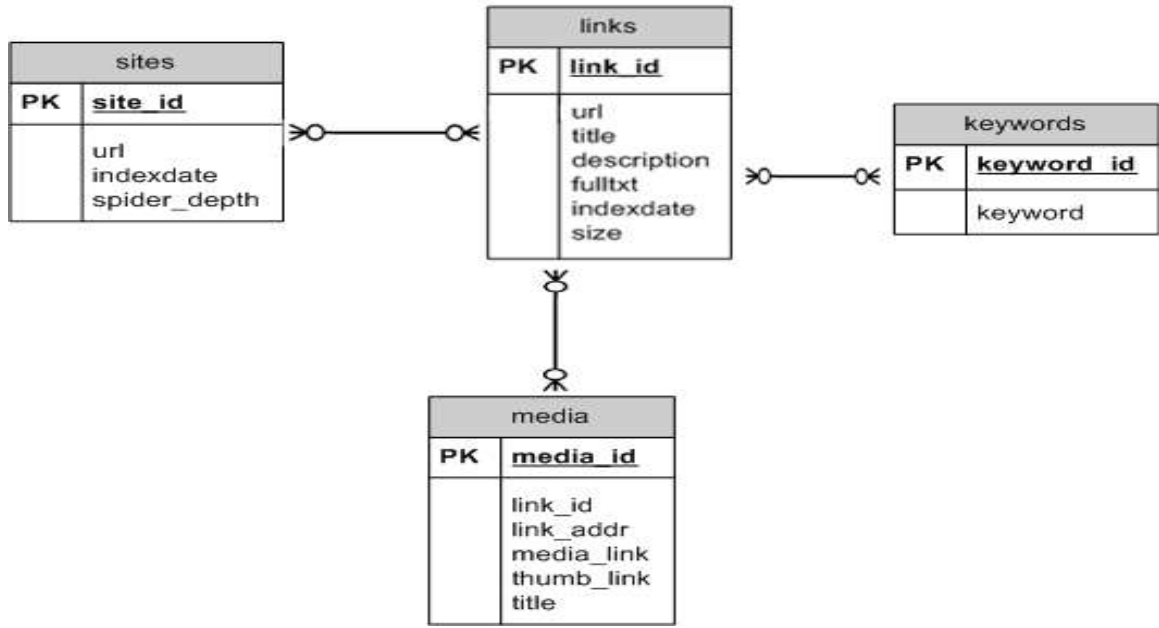 sites
PK site_id
url
indexdate
spider_depth
links
PK link_id
url
title
description
fulltxt
indexdate
size
keywords
PK keyword_id
keyword
media
PK media_id
link_id
link_addr
media_link
thumb_link
title